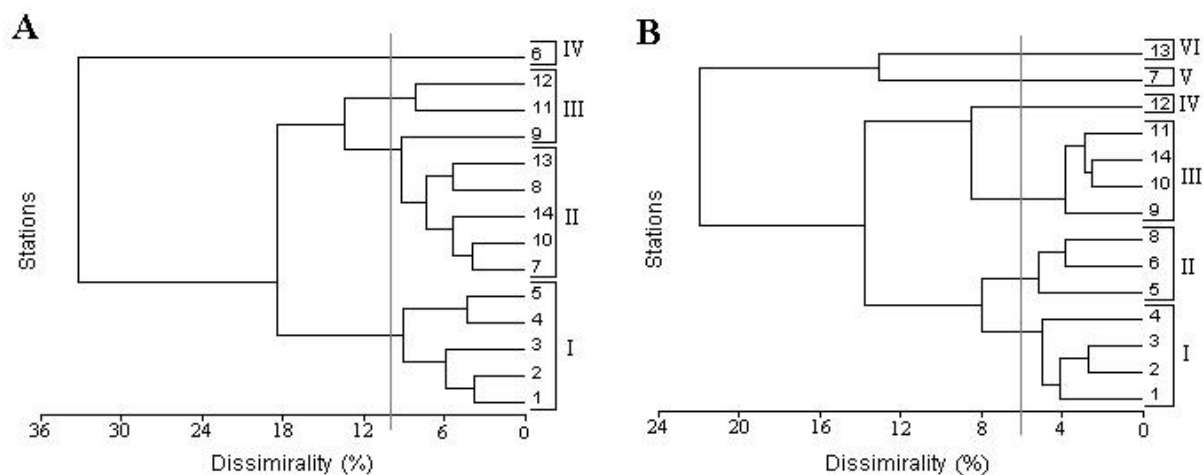 A
Stations
6 IV
12
11 III
9
13
8
14 II
10
7
5
4
3 I
2
1
36 30 24 18 12 6 0
Dissimirality (%)
B
Stations
13 VI
7 V
12 IV
11
14 III
10
9
8
6 II
5
4
3 I
2
1
24 20 16 12 8 4 0
Dissimirality (%)